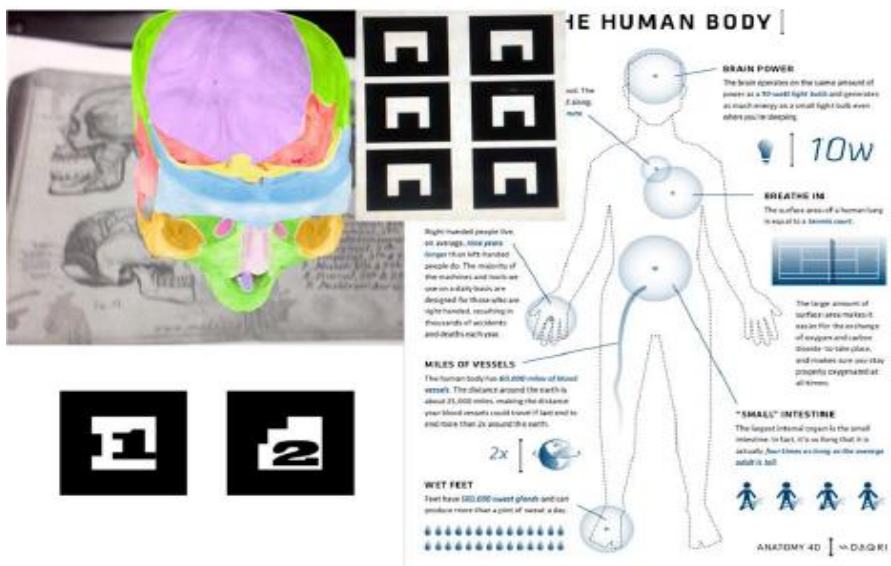 HE HUMAN BODY
BRAIN POWER
The brain operates on the same amount of
power as a 10-watt light bulb and generates
as much energy as a small light bulb even
when you're sleeping.
10w
BREATHE IN
The surface area of a human lung
is equal to a tennis court.
The large amount of
surface area makes it
easier for the exchange
of oxygen and carbon
dioxide to take place,
and makes sure you stay
properly oxygenated at
all times.
Right-handed people live,
on average, nine years
longer than left-handed
people do. The majority of
the machines and tools we
use on a daily basis are
designed for those who are
right handed, resulting in
thousands of accidents
and deaths each year.
MILES OF VESSELS
The human body has 60,000 miles of blood
vessels. The distance around the earth is
about 25,000 miles, making the distance
your blood vessels could travel if laid end to
end more than 2x around the earth.
2x
"SMALL" INTESTINE
The largest internal organ is the small
intestine. In fact, it's so long that it is
actually four times as long as the average
adult is tall.
WET FEET
Feet have 500,000 sweat glands and can
produce more than a pint of sweat a day.
ANATOMY 4D
DAQRI
1
2